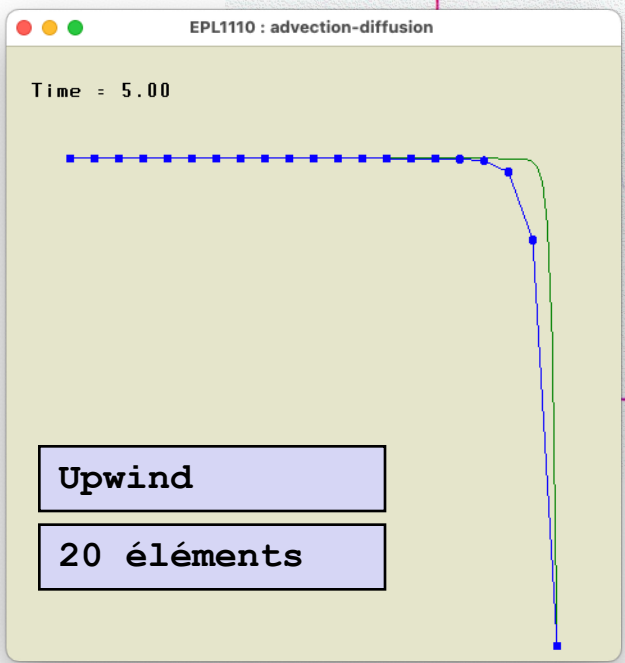 EPL1110 : advection-diffusion
Time = 5.00
Upwind
20 éléments